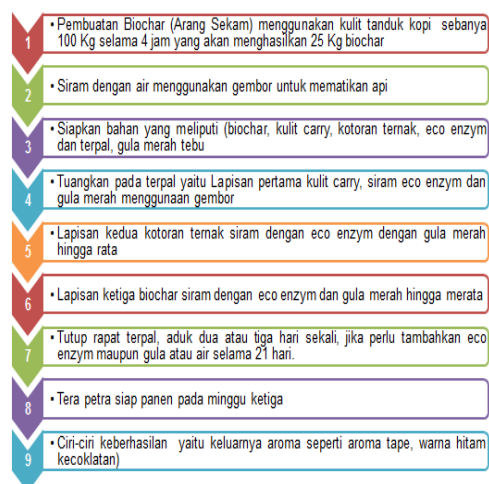 1
• Pembuatan Biochar (Arang Sekam) menggunakan kulit tanduk kopi sebanya
100 Kg selama 4 jam yang akan menghasilkan 25 Kg biochar
2
• Siram dengan air menggunakan gembor untuk mematikan api
3
• Siapkan bahan yang meliputi (biochar, kulit carry, kotoran ternak, eco enzym
dan terpal, gula merah tebu
4
• Tuangkan pada terpal yaitu Lapisan pertama kulit carry, siram eco enzym dan
gula merah menggunaan gembor
5
• Lapisan kedua kotoran ternak siram dengan eco enzym dengan gula merah
hingga rata
6
• Lapisan ketiga biochar siram dengan eco enzym dan gula merah hingga merata
7
• Tutup rapat terpal, aduk dua atau tiga hari sekali, jika perlu tambahkan eco
enzym maupun gula atau air selama 21 hari.
8
• Tera petra siap panen pada minggu ketiga
9
• Ciri-ciri keberhasilan yaitu keluarnya aroma seperti aroma tape, warna hitam
kecoklatan)